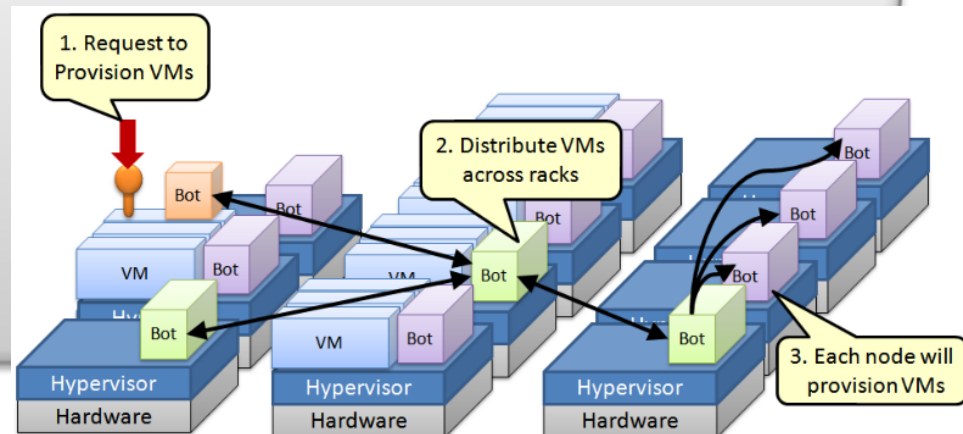 1. Request to
Provision VMs
2. Distribute VMs
across racks
Bot
Bot
Bot
Bot
Bot
VM
Bot
VM
Bot
Bot
Bot
Bot
Bot
VM
Bot
Bot
3. Each node will
provision VMs
Hypervisor
Hypervisor
Hypervisor
Hardware
Hardware
Hardware